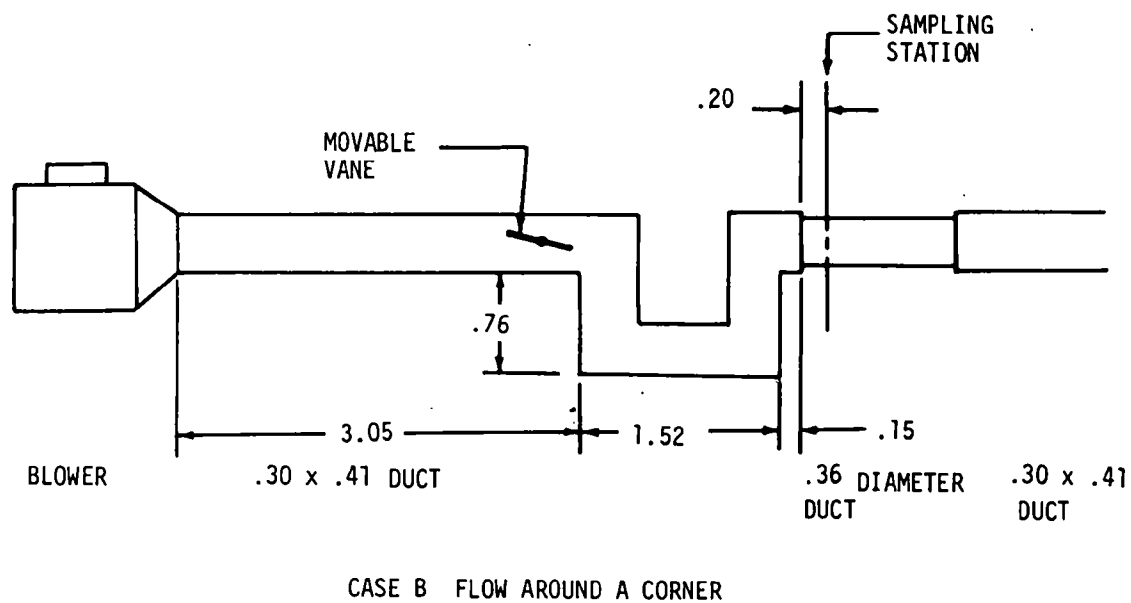 SAMPLING
STATION
.20
MOVABLE
VANE
.76
3.05
1.52
.15
BLOWER
.30 x .41 DUCT
.36 DIAMETER
DUCT
.30 x .41
DUCT
CASE B FLOW AROUND A CORNER